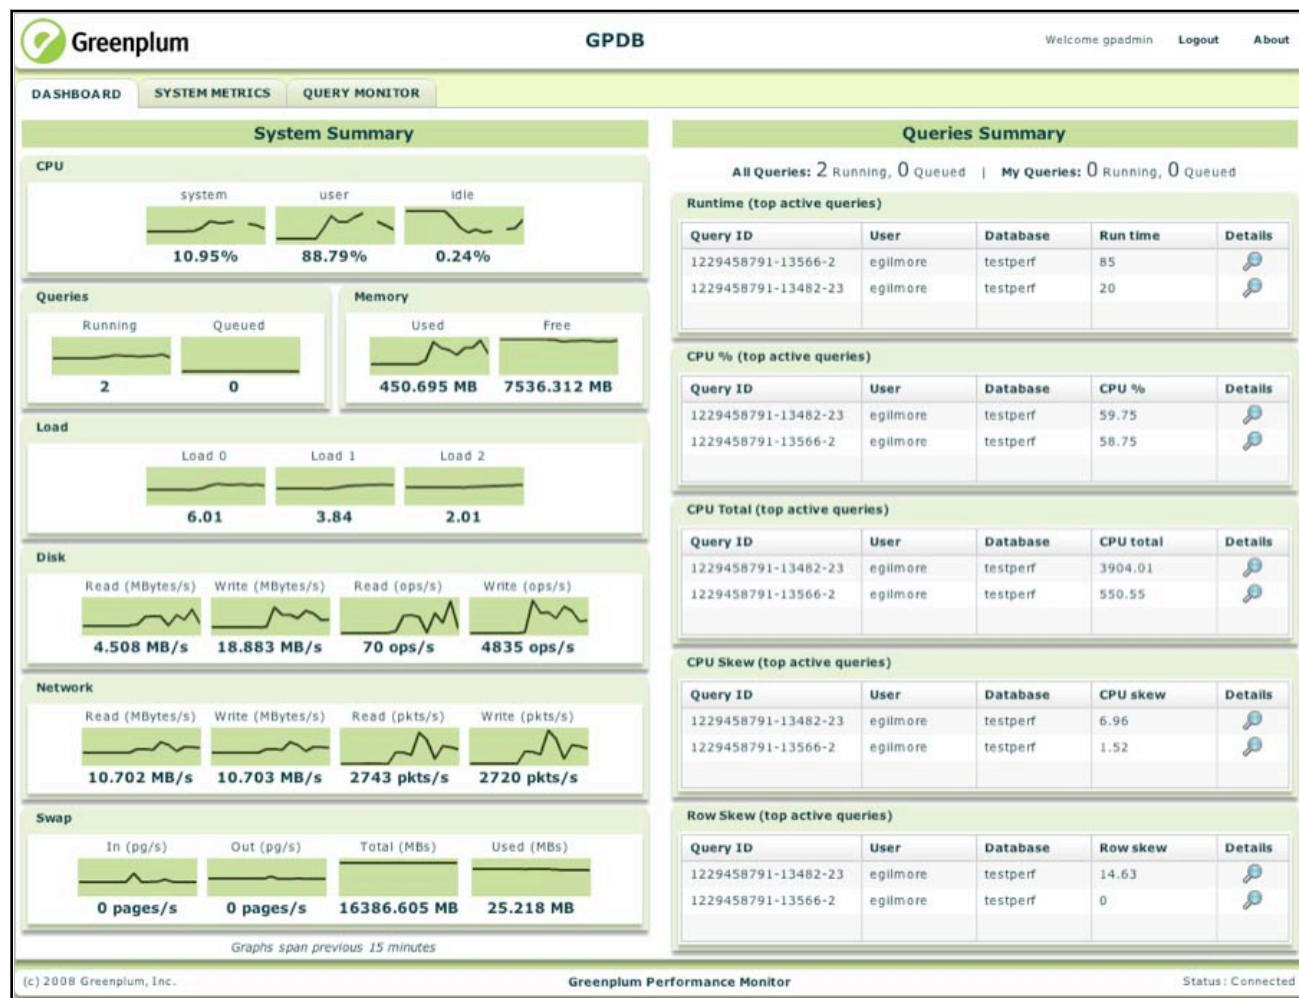 Greenplum
GPDB
Welcome gpadmin Logout About
DASHBOARD SYSTEM METRICS QUERY MONITOR
System Summary
CPU
system user idle
10.95% 88.79% 0.24%
Queries
Running Queued
2 0
Memory
Used Free
450.695 MB 7536.312 MB
Load
Load 0 Load 1 Load 2
6.01 3.84 2.01
Disk
Read (MBytes/s) Write (MBytes/s) Read (ops/s) Write (ops/s)
4.508 MB/s 18.883 MB/s 70 ops/s 4835 ops/s
Network
Read (MBytes/s) Write (MBytes/s) Read (pkts/s) Write (pkts/s)
10.702 MB/s 10.703 MB/s 2743 pkts/s 2720 pkts/s
Swap
In (pg/s) Out (pg/s) Total (MBs) Used (MBs)
0 pages/s 0 pages/s 16386.605 MB 25.218 MB
Graphs span previous 15 minutes
Queries Summary
All Queries: 2 Running, 0 Queued | My Queries: 0 Running, 0 Queued
Runtime (top active queries)
Query ID User Database Run time Details
1229458791-13566-2 egilmore testperf 85
1229458791-13482-23 egilmore testperf 20
CPU % (top active queries)
Query ID User Database CPU % Details
1229458791-13482-23 egilmore testperf 59.75
1229458791-13566-2 egilmore testperf 58.75
CPU Total (top active queries)
Query ID User Database CPU total Details
1229458791-13482-23 egilmore testperf 3904.01
1229458791-13566-2 egilmore testperf 550.55
CPU Skew (top active queries)
Query ID User Database CPU skew Details
1229458791-13482-23 egilmore testperf 6.96
1229458791-13566-2 egilmore testperf 1.52
Row Skew (top active queries)
Query ID User Database Row skew Details
1229458791-13482-23 egilmore testperf 14.63
1229458791-13566-2 egilmore testperf 0
(c) 2008 Greenplum, Inc. Greenplum Performance Monitor Status: Connected